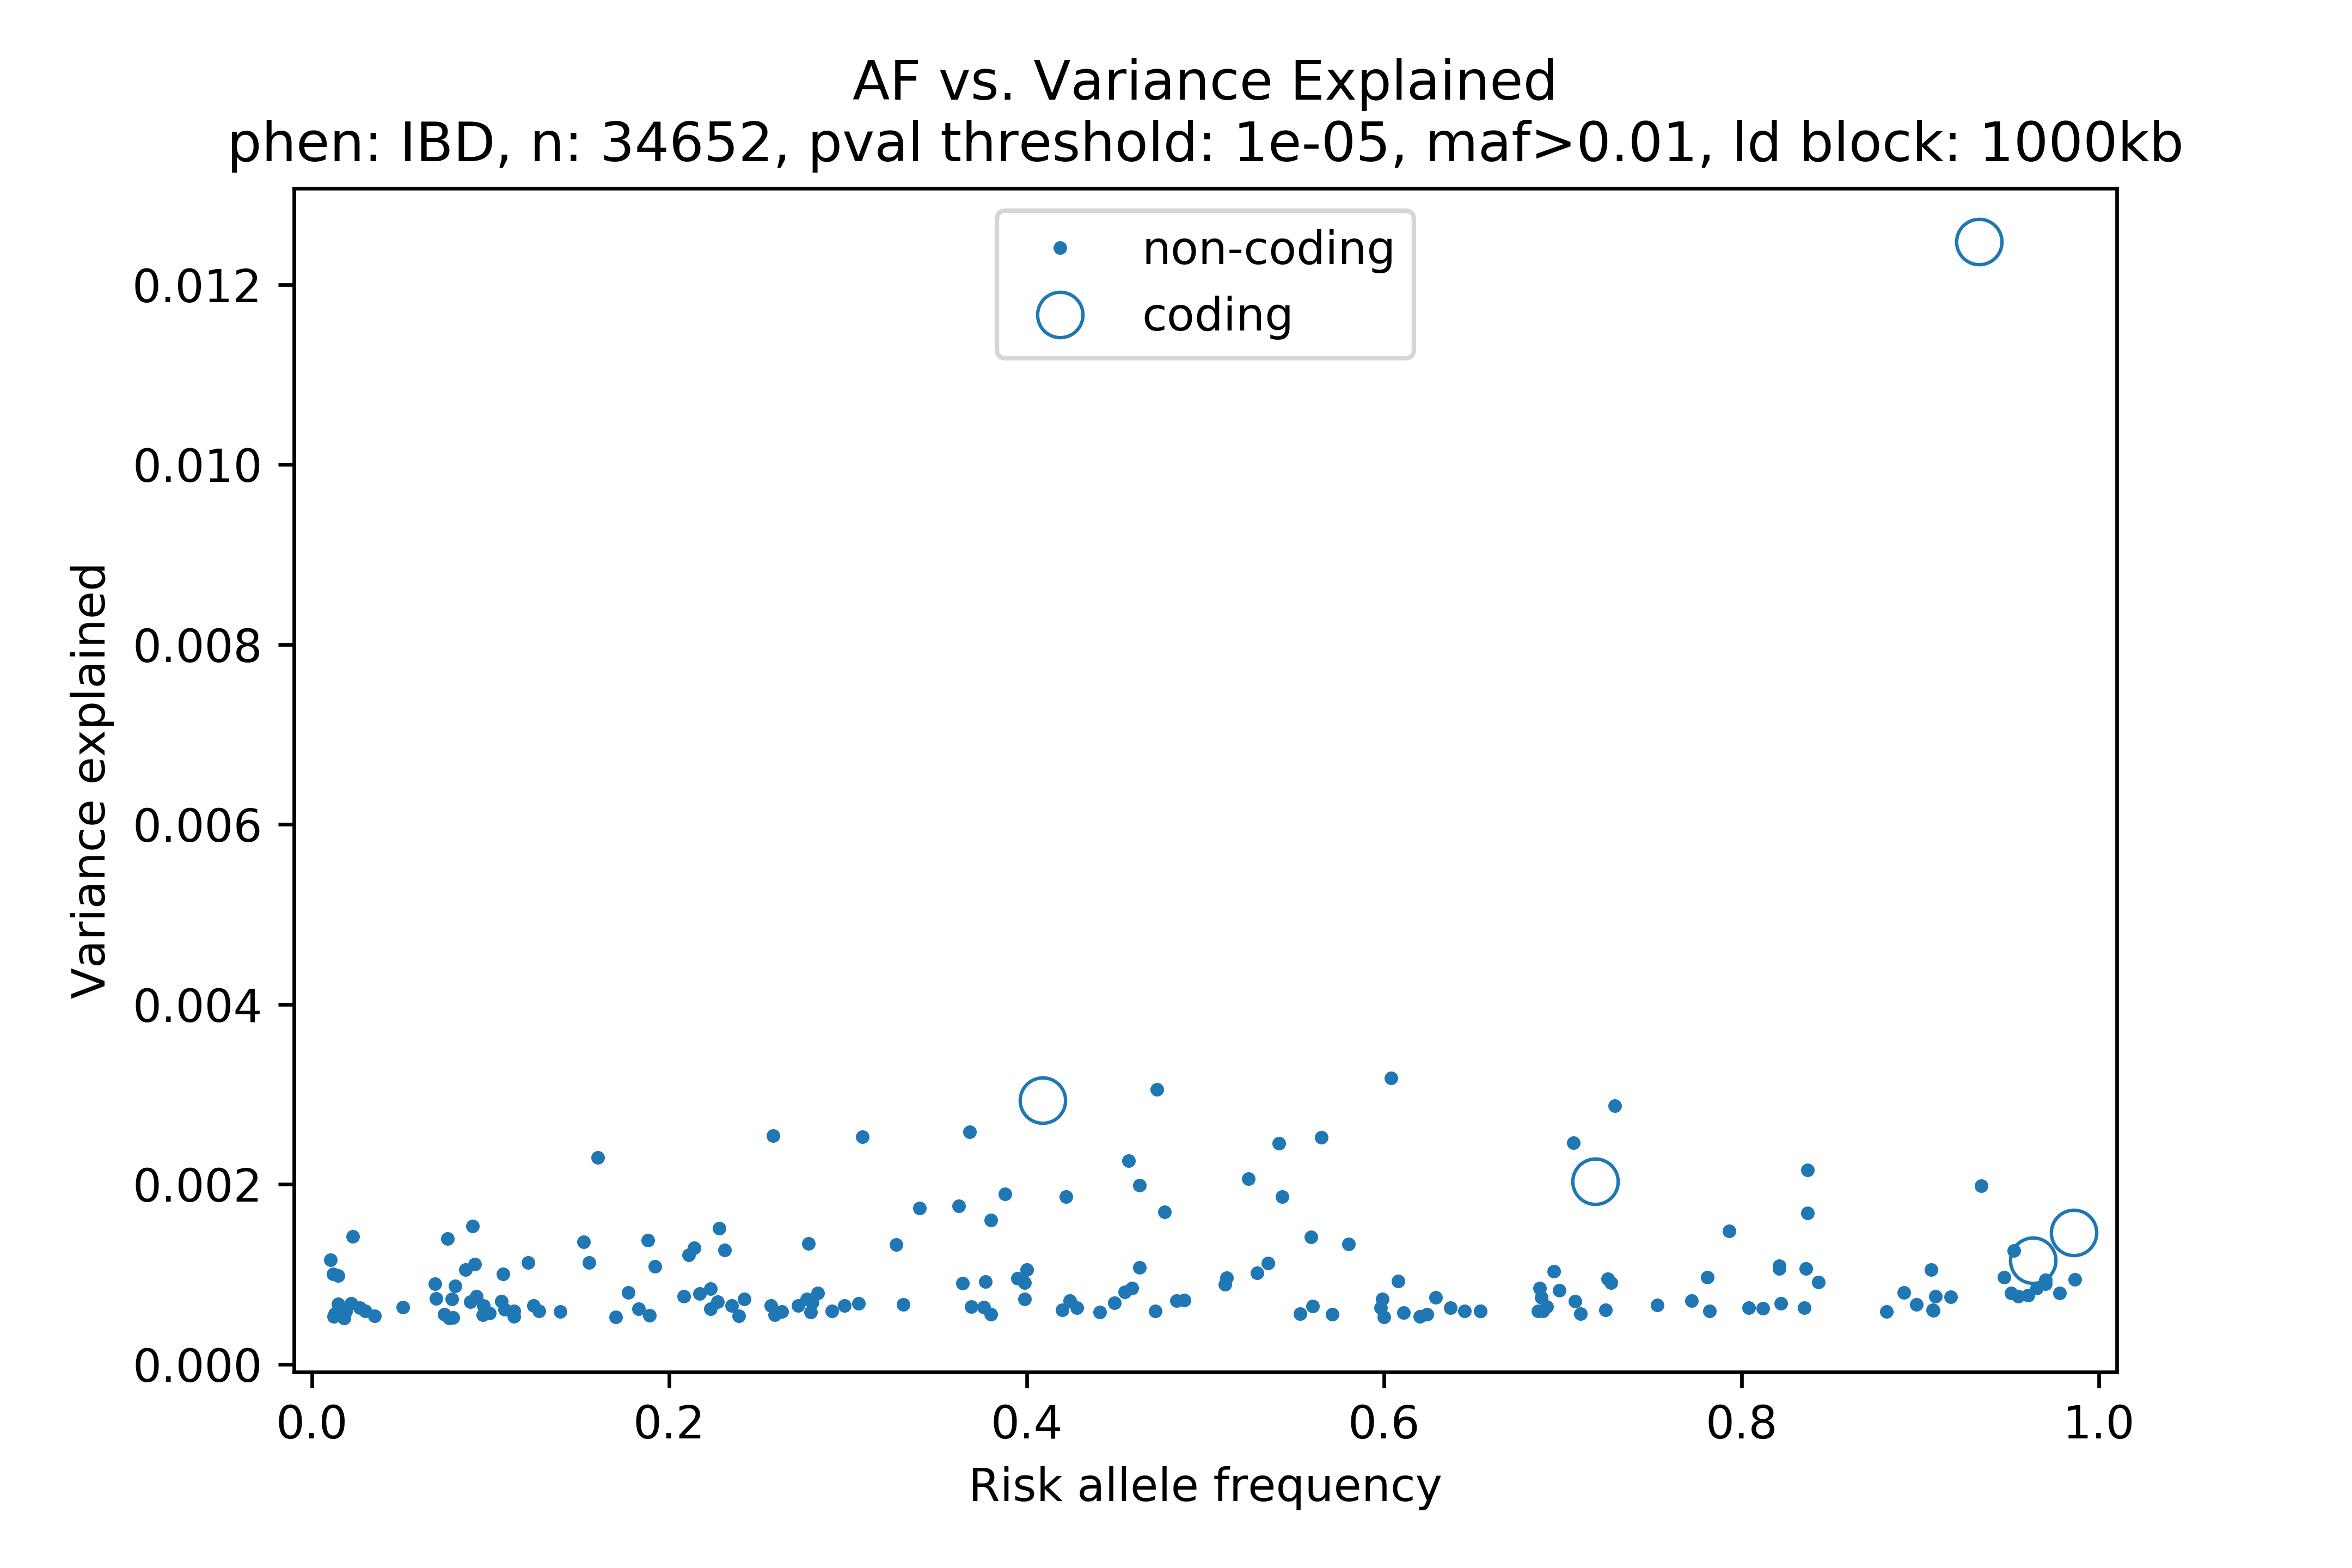 AF vs. Variance Explained
phen: IBD, n: 34652, pval threshold: 1e-05, maf>0.01, ld block: 1000kb
non-coding
coding
0.012
0.010
0.008
0.006
0.004
0.002
0.000
Variance explained
0.0 0.2 0.4 0.6 0.8 1.0
Risk allele frequency